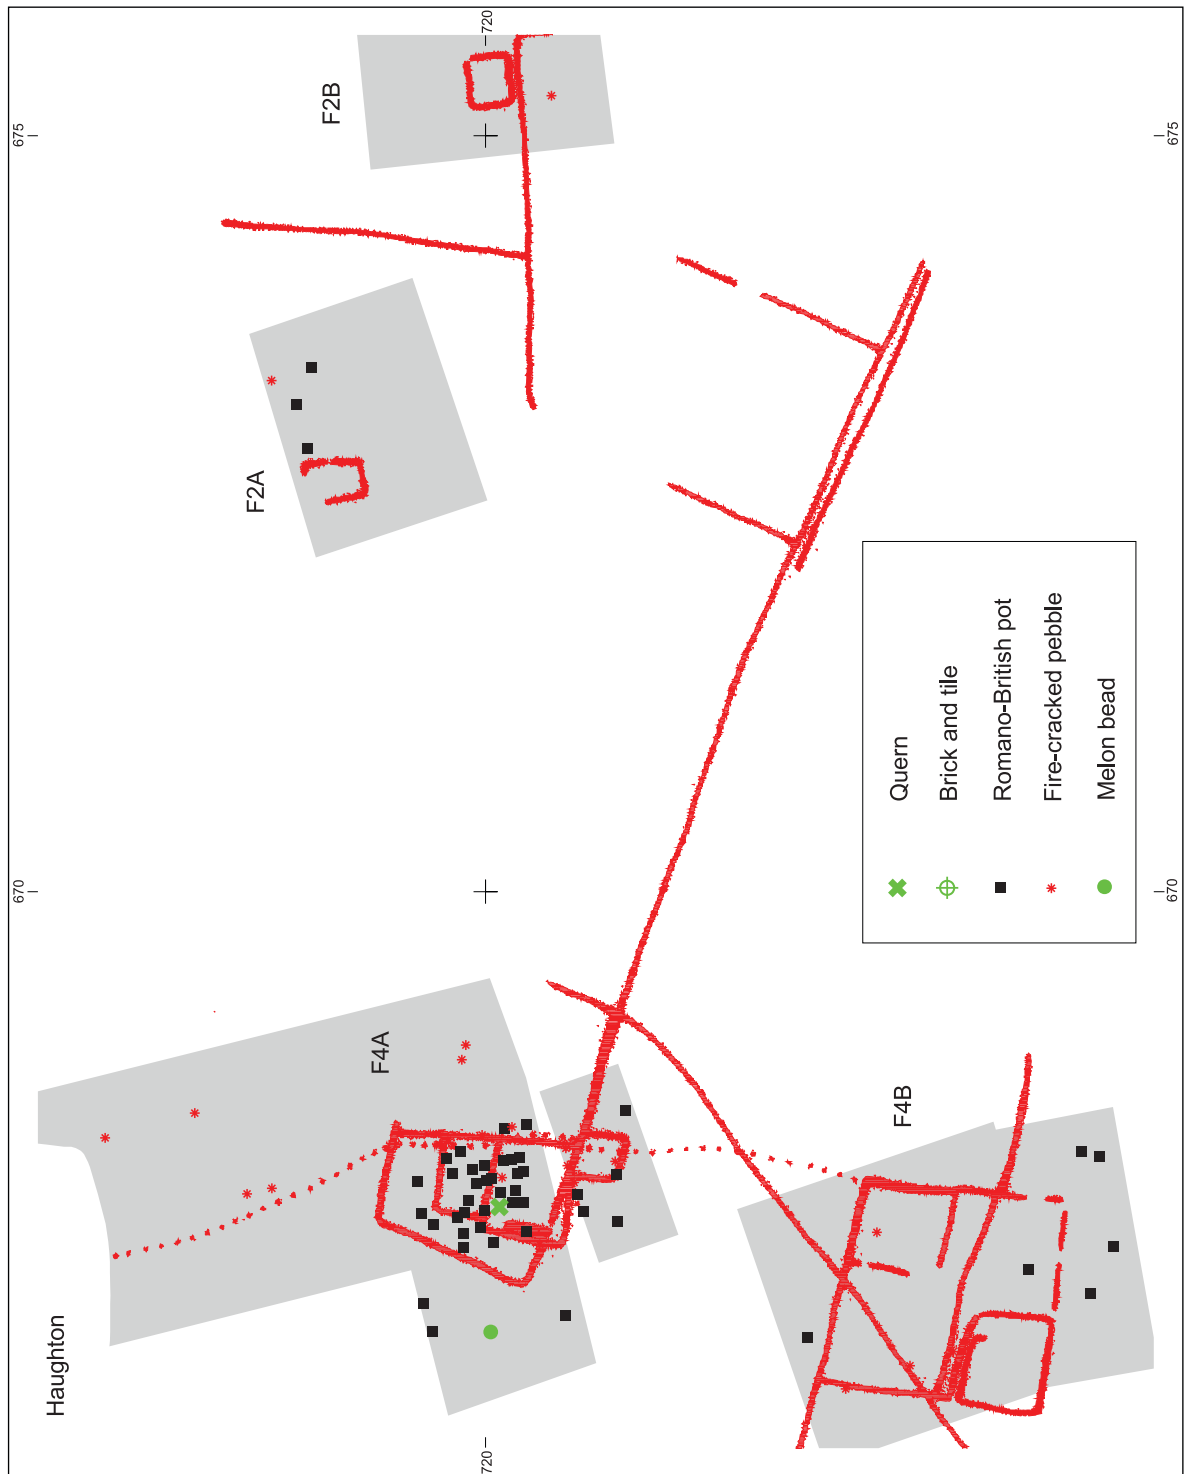 Haughton
720
720
675
675
670
670
F2B
F2A
F4A
F4B
Quern
Brick and tile
Romano-British pot
Fire-cracked pebble
Melon bead